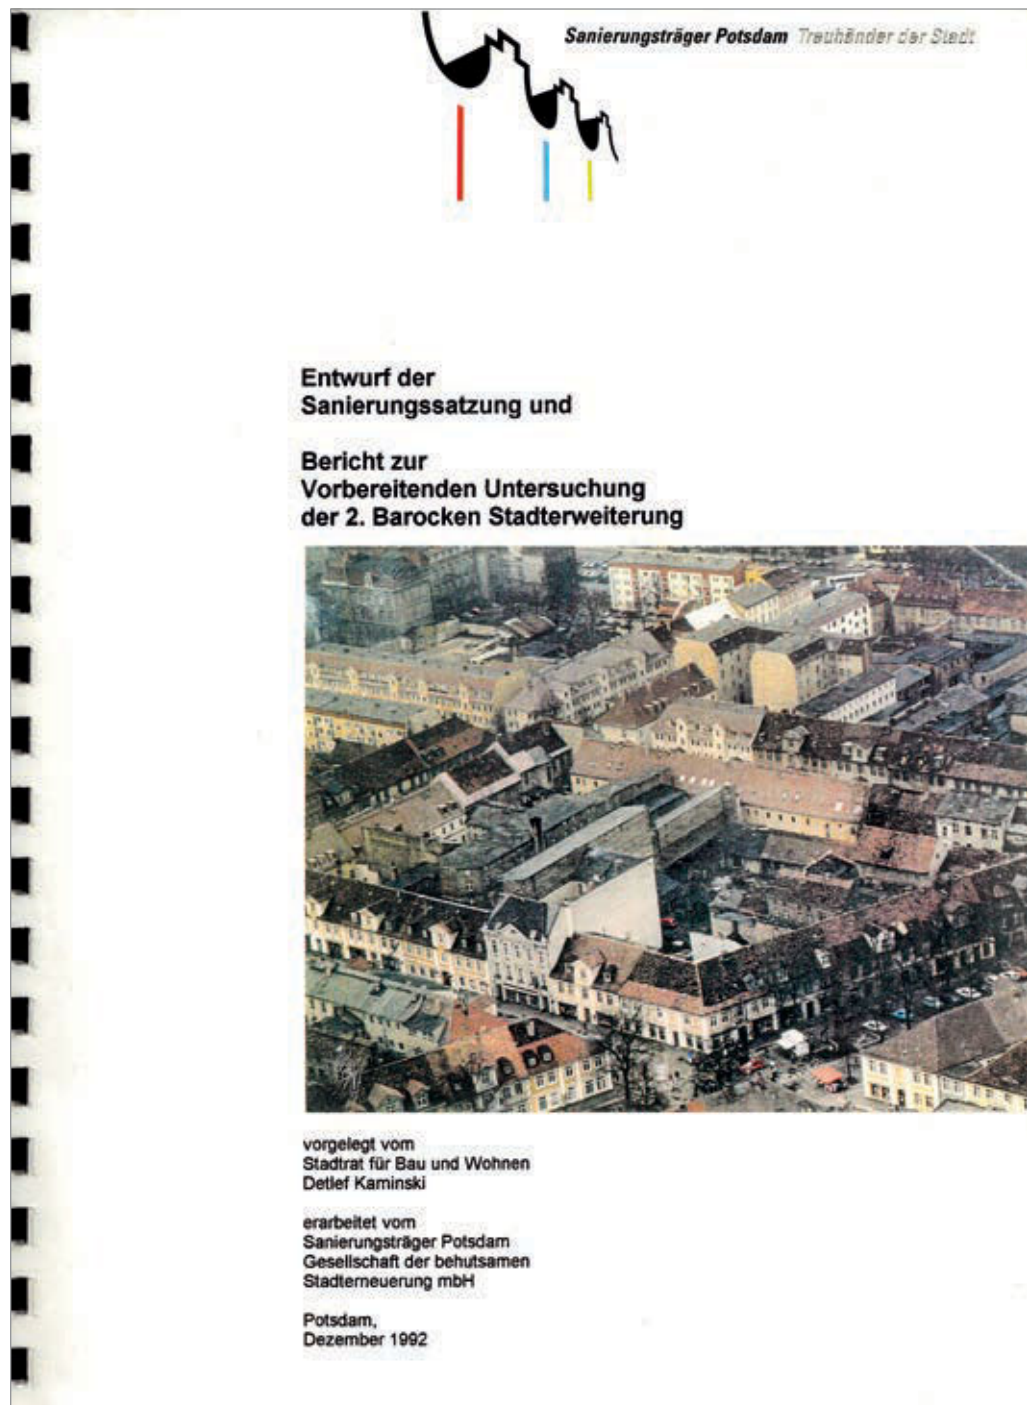 Sanierungsträger Potsdam Treuhänder der Stadt
Entwurf der
Sanierungssatzung und
Bericht zur
Vorbereitenden Untersuchung
der 2. Barocken Stadterweiterung
vorgelegt vom
Stadtrat für Bau und Wohnen
Detlef Kaminski
erarbeitet vom
Sanierungsträger Potsdam
Gesellschaft der behutsamen
Stadterneuerung mbH
Potsdam,
Dezember 1992